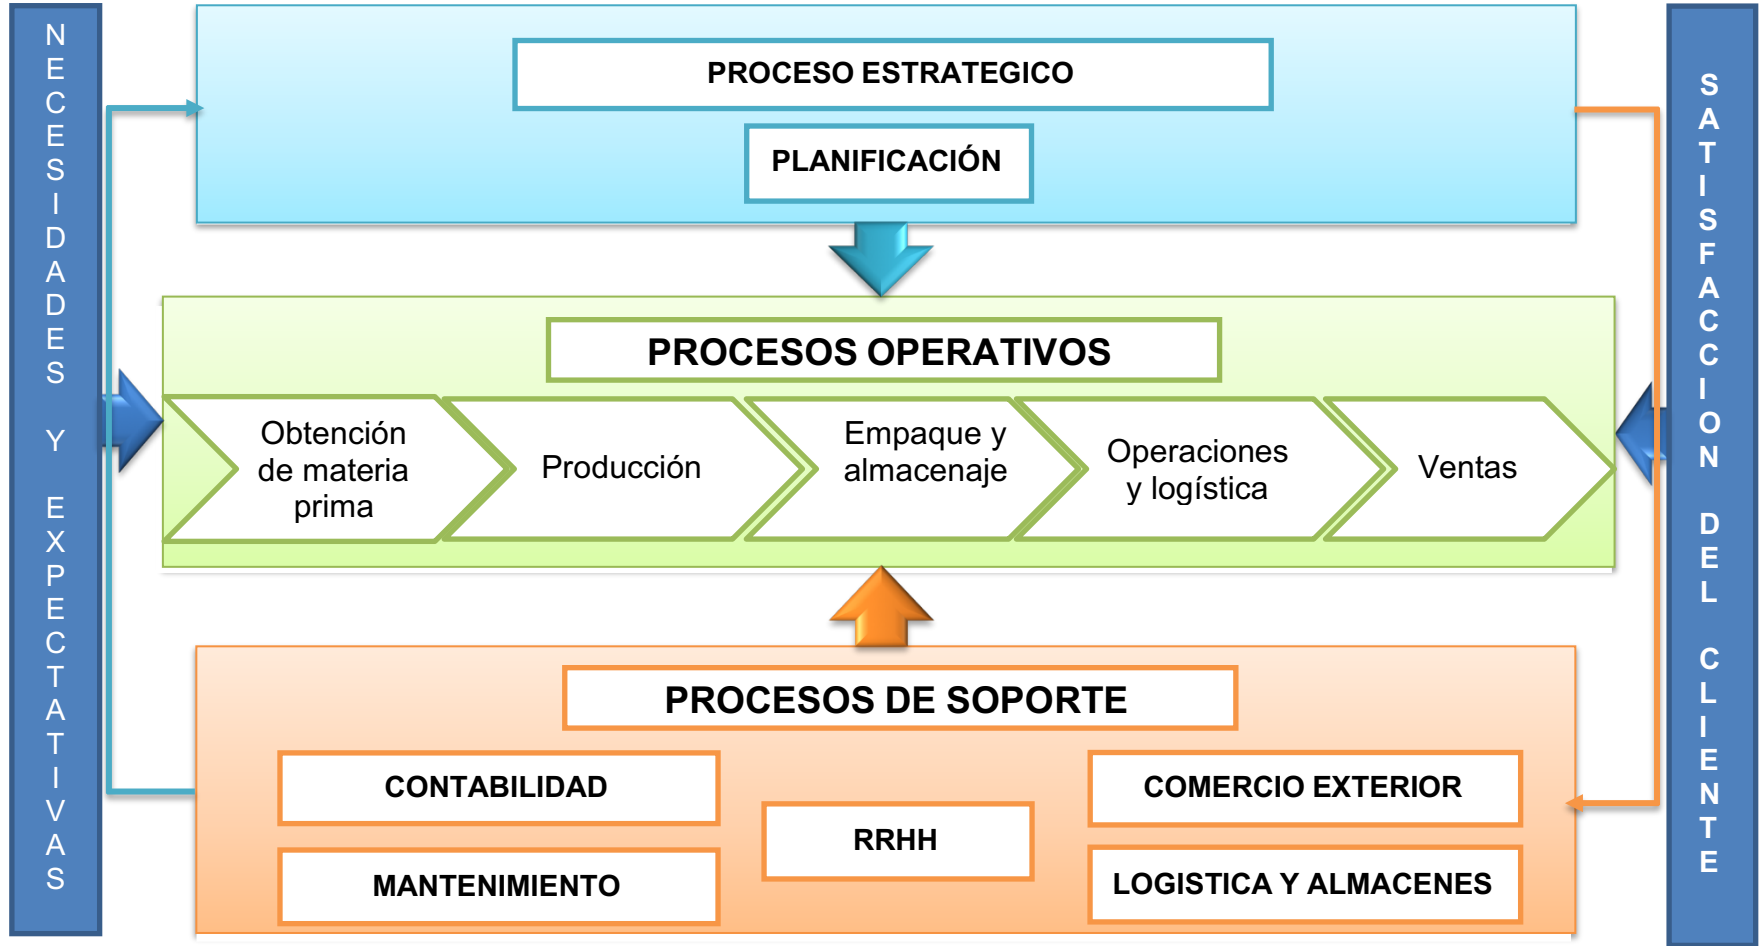 NECESIDADES Y EXPECTATIVAS
PROCESO ESTRATEGICO
PLANIFICACIÓN
PROCESOS OPERATIVOS
Obtención
de materia
prima
Producción
Empaque y
almacenaje
Operaciones
y logística
Ventas
PROCESOS DE SOPORTE
CONTABILIDAD
MANTENIMIENTO
RRHH
COMERCIO EXTERIOR
LOGISTICA Y ALMACENES
SATISFACCION DEL CLIENTE